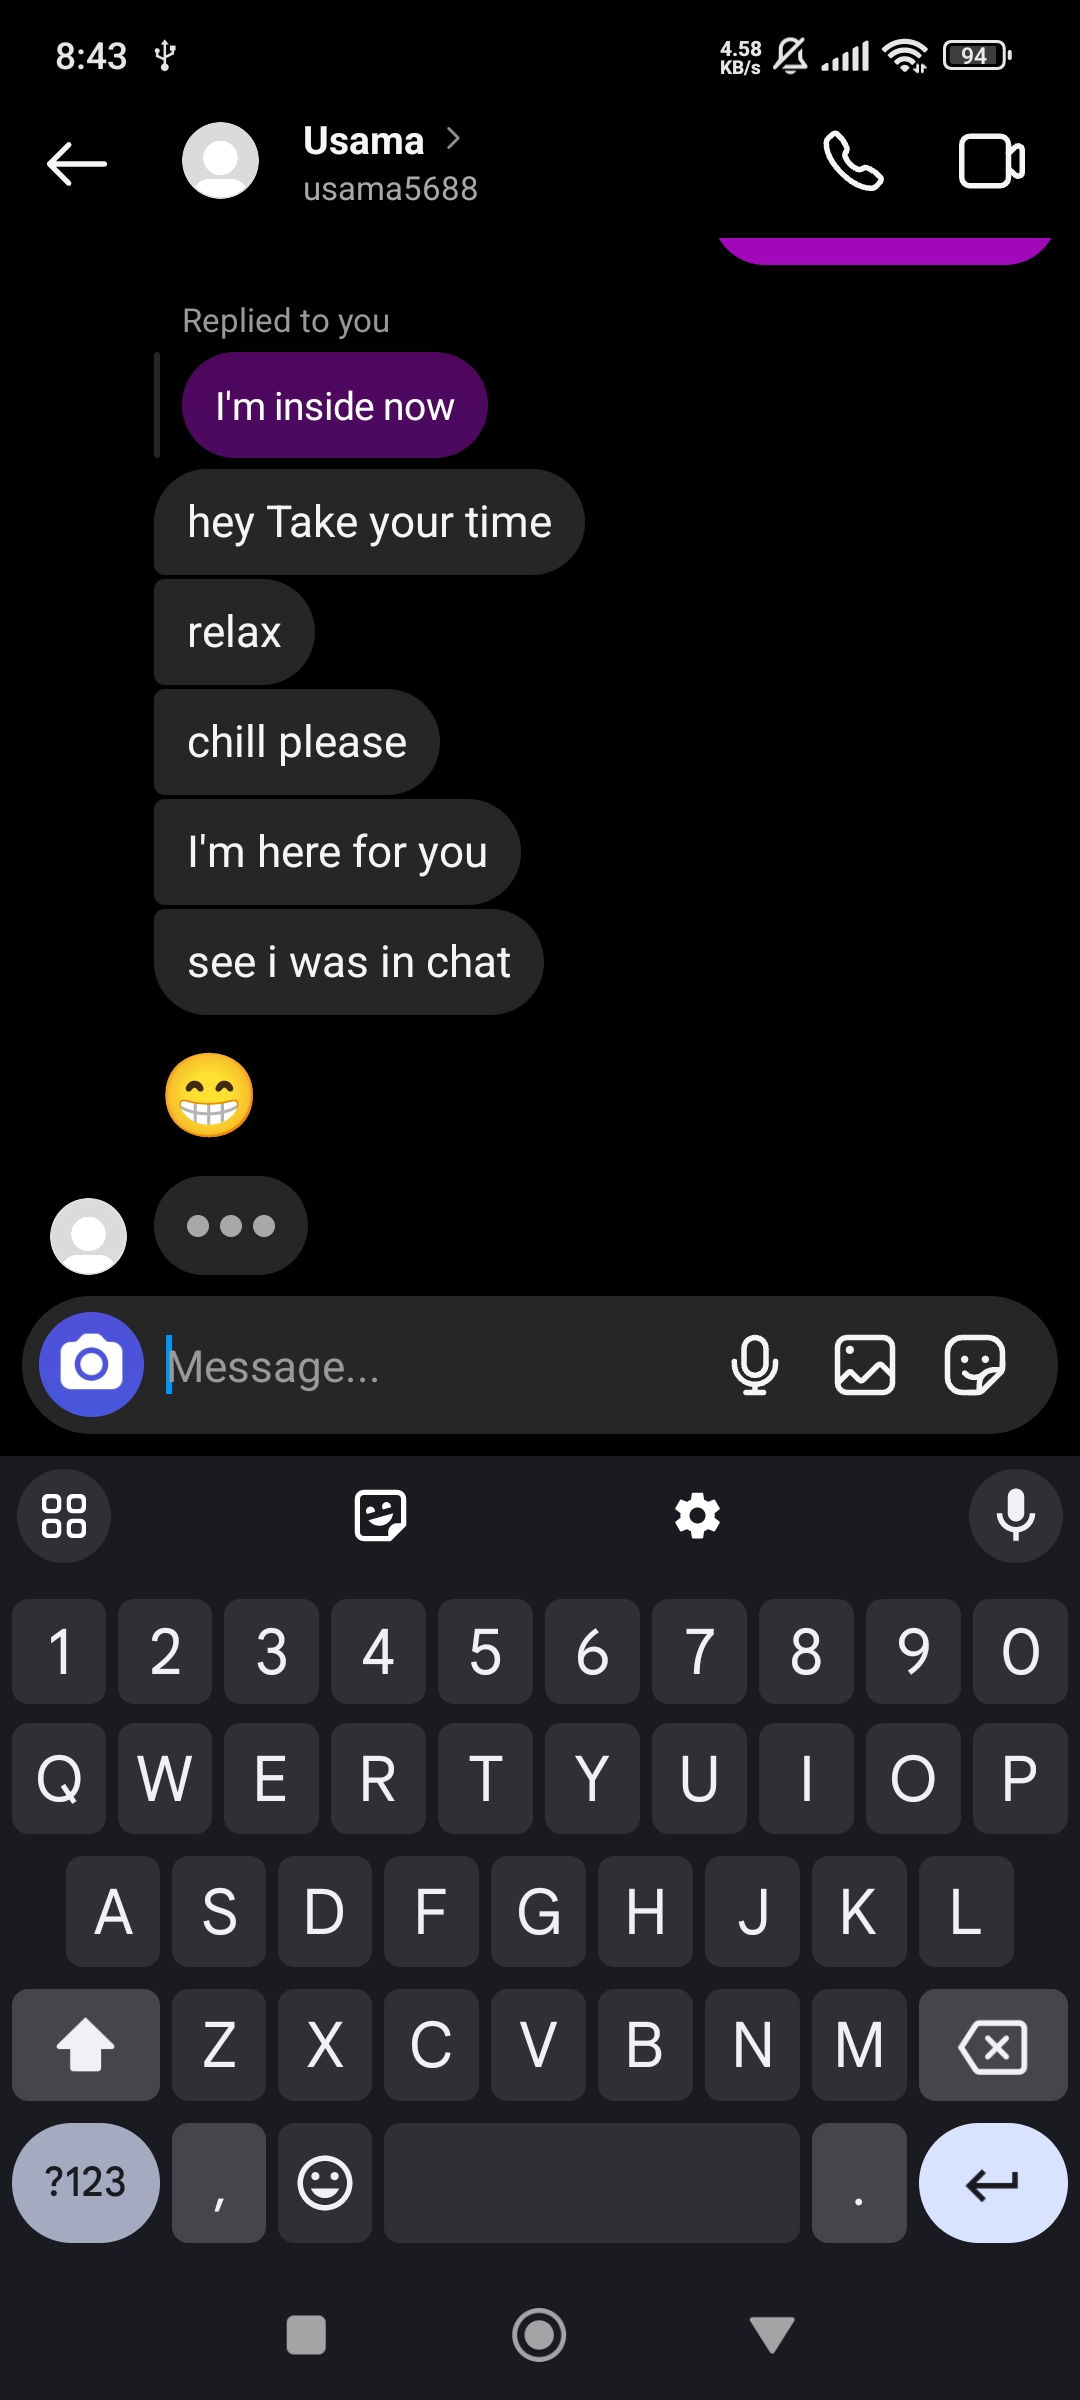 8:43
4.58
KB/s
94
Usama
usama5688
Replied to you
I'm inside now
hey Take your time
relax
chill please
I'm here for you
see i was in chat
Message...
1 2 3 4 5 6 7 8 9 0
Q W E R T Y U I O P
A S D F G H J K L
Z X C V B N M
?123 , .